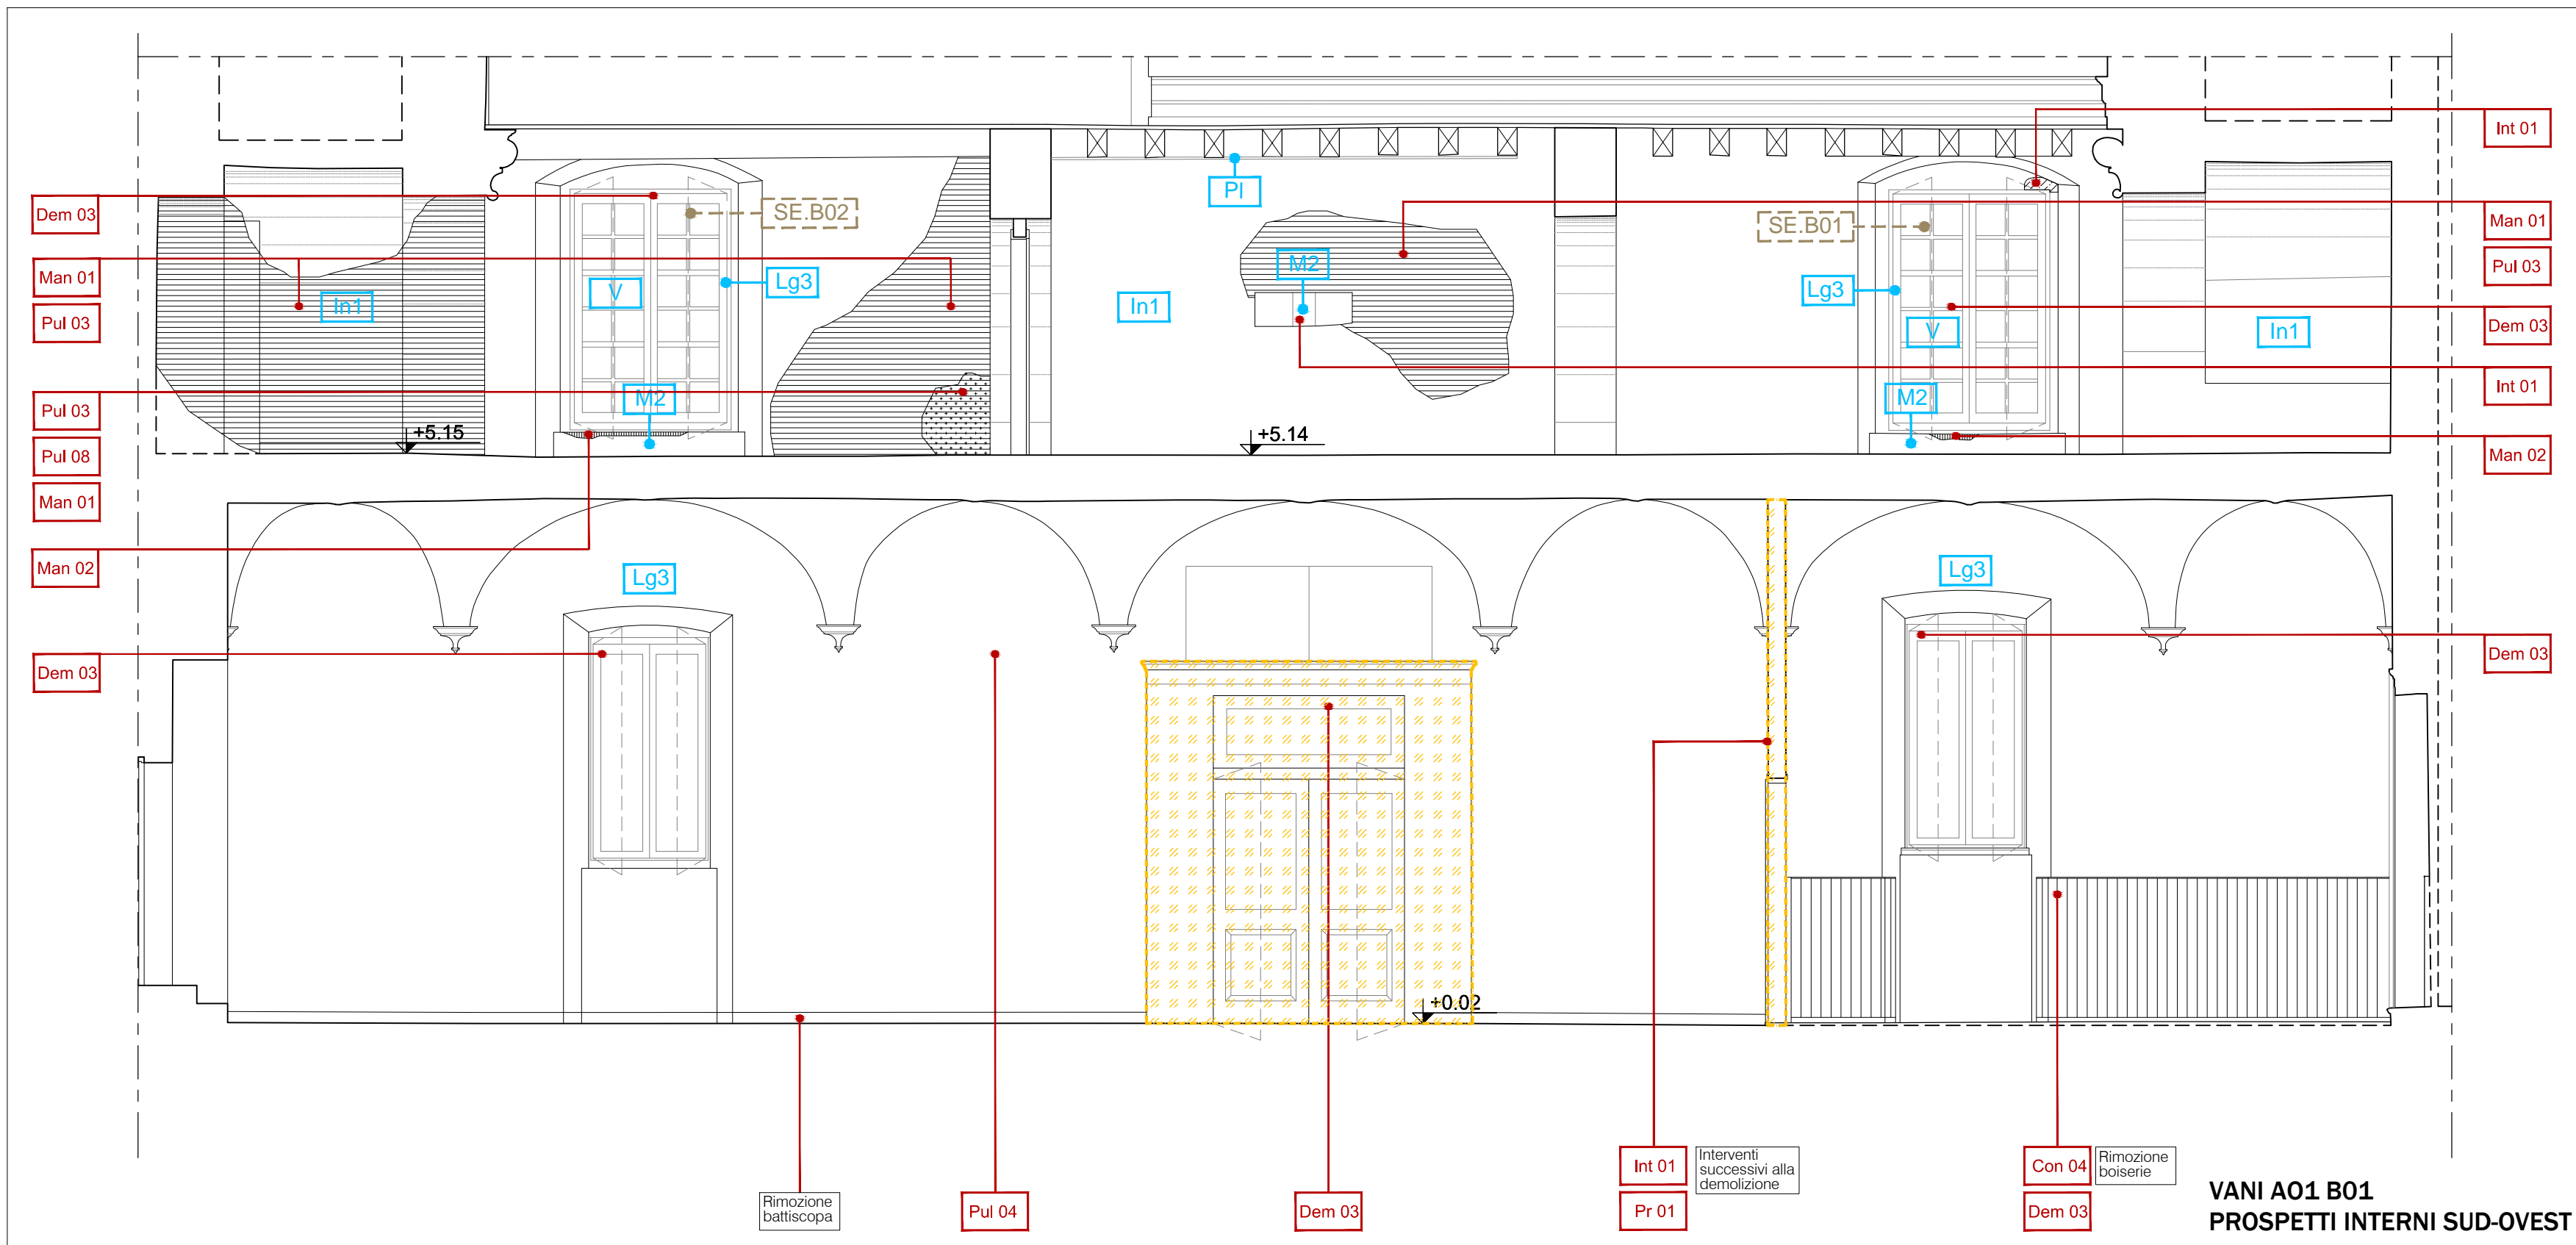 Int 01
Dem 03
SE.B02
Pl
SE.B01
Man 01
Man 01
Pul 03
In1
V
Lg3
In1
M2
Lg3
V
In1
Pul 03
Dem 03
Pul 03
Pul 08
Man 01
M2
+5.15
+5.14
M2
Int 01
Man 02
Man 02
Lg3
Lg3
Dem 03
Dem 03
+0.02
Rimozione
battiscopa
Pul 04
Dem 03
Int 01
Pr 01
Interventi
successivi alla
demolizione
Con 04
Dem 03
Rimozione
boiserie
VANI A01 B01
PROSPETTI INTERNI SUD-OVEST